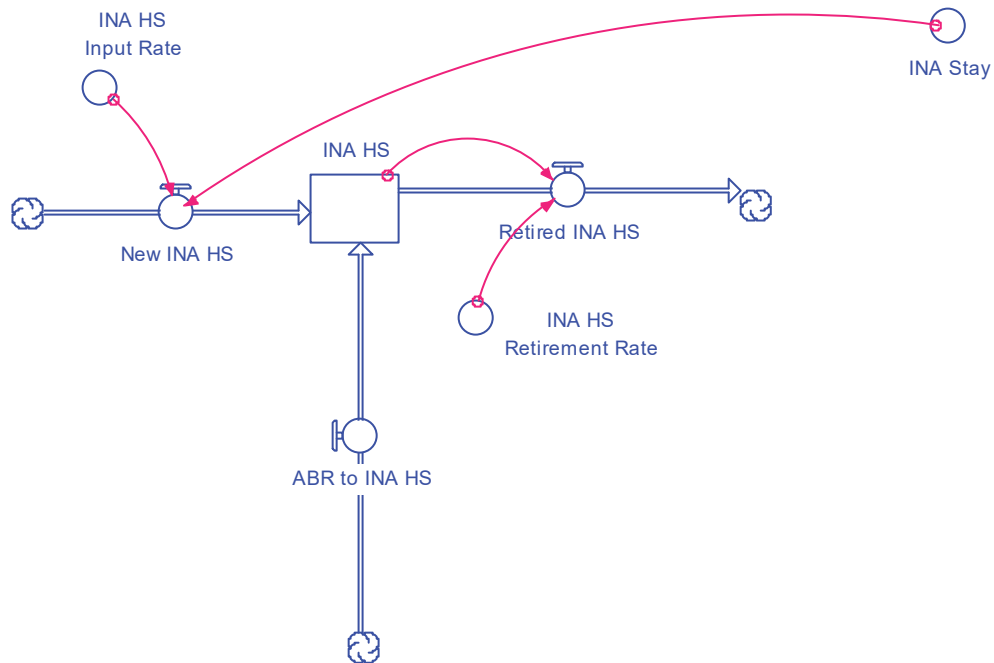 INA HS
Input Rate
INA Stay
INA HS
New INA HS
Retired INA HS
INA HS
Retirement Rate
ABR to INA HS